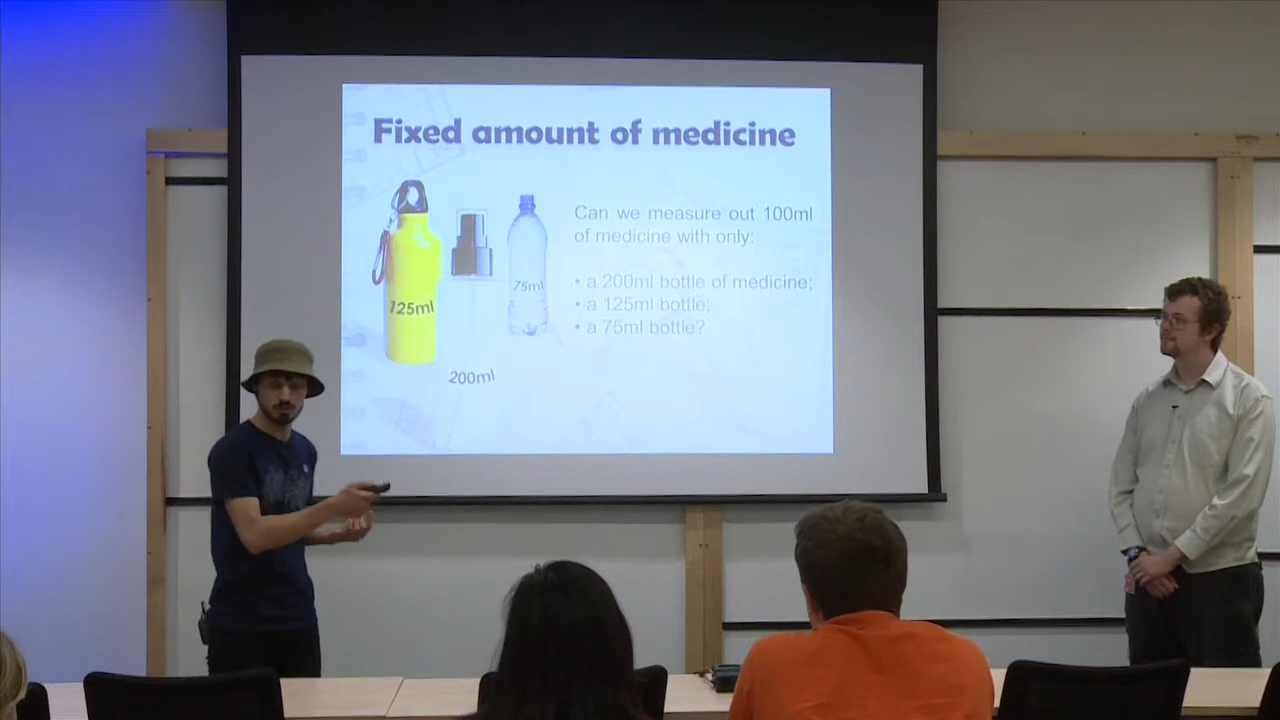 Fixed amount of medicine
Can we measure out 100ml
of medicine with only:
• a 200ml bottle of medicine;
• a 125ml bottle;
• a 75ml bottle?
125ml
75ml
200ml